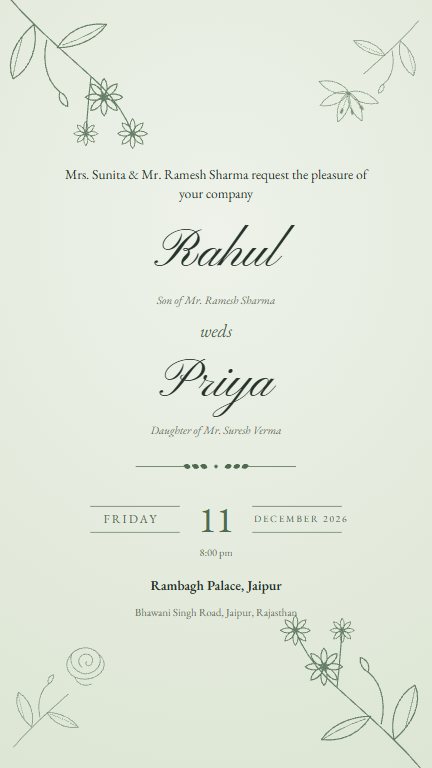 Mrs. Sunita & Mr. Ramesh Sharma request the pleasure of
your company
Rahul
Son of Mr. Ramesh Sharma
weds
Priya
Daughter of Mr. Suresh Verma
FRIDAY 11 DECEMBER 2026
8:00 pm
Rambagh Palace, Jaipur
Bhawani Singh Road, Jaipur, Rajasthan